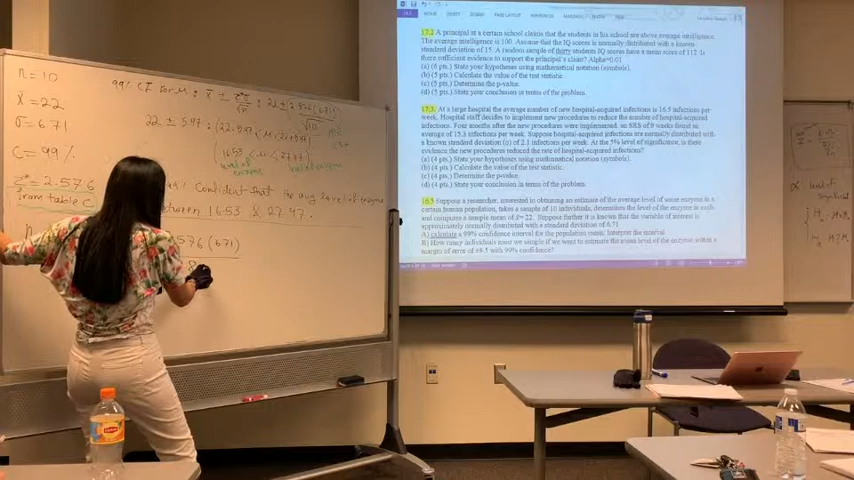 n = 10
x̄ = 22
σ = 6.71
C = 99%
z* = 2.576
from table C
99% CI for μ: x̄ ± z*σ/√n : 22 ± 2.576(6.71)/√10
22 ± 5.47 :
16.53
Confident that the avg level of enzyme
between 16.53 & 27.47.
576 (6.71)
HOME INSERT DESIGN PAGE LAYOUT REFERENCES MAILINGS REVIEW VIEW
17.2 A principal at a certain school claims that the students in his school are above average intelligence.
The average intelligence is 100. Assume that the IQ scores is normally distributed with a known
standard deviation of 15. A random sample of thirty students IQ scores have a mean score of 112. Is
there sufficient evidence to support the principal's claim? Alpha=0.01
(a) (6 pts.) State your hypotheses using mathematical notation (symbols).
(b) (5 pts.) Calculate the value of the test statistic.
(c) (5 pts.) Determine the p-value.
(d) (5 pts.) State your conclusion in terms of the problem.
17.3. At a large hospital the average number of new hospital-acquired infections is 16.5 infections per
week. Hospital staff decides to implement new procedures to reduce the number of hospital-acquired
infections. Four months after the new procedures were implemented, an SRS of 9 weeks found an
average of 15.3 infections per week. Suppose hospital-acquired infections are normally distributed with
a known standard deviation (σ) of 2.1 infections per week. At the 5% level of significance, is there
evidence the new procedures reduced the rate of hospital-acquired infections?
(a) (4 pts.) State your hypotheses using mathematical notation (symbols).
(b) (4 pts.) Calculate the value of the test statistic.
(c) (4 pts.) Determine the p-value.
(d) (4 pts.) State your conclusion in terms of the problem.
16.5 Suppose a researcher, interested in obtaining an estimate of the average level of some enzyme in a
certain human population, takes a sample of 10 individuals, determines the level of the enzyme in each
and computes a sample mean of x̄= 22. Suppose further it is known that the variable of interest is
approximately normally distributed with a standard deviation of 6.71
A) calculate a 99% confidence interval for the population mean. Interpret the interval
B) How many individuals must we sample if we want to estimate the mean level of the enzyme within a
margin of error of ±8.5 with 99% confidence?
α: level of